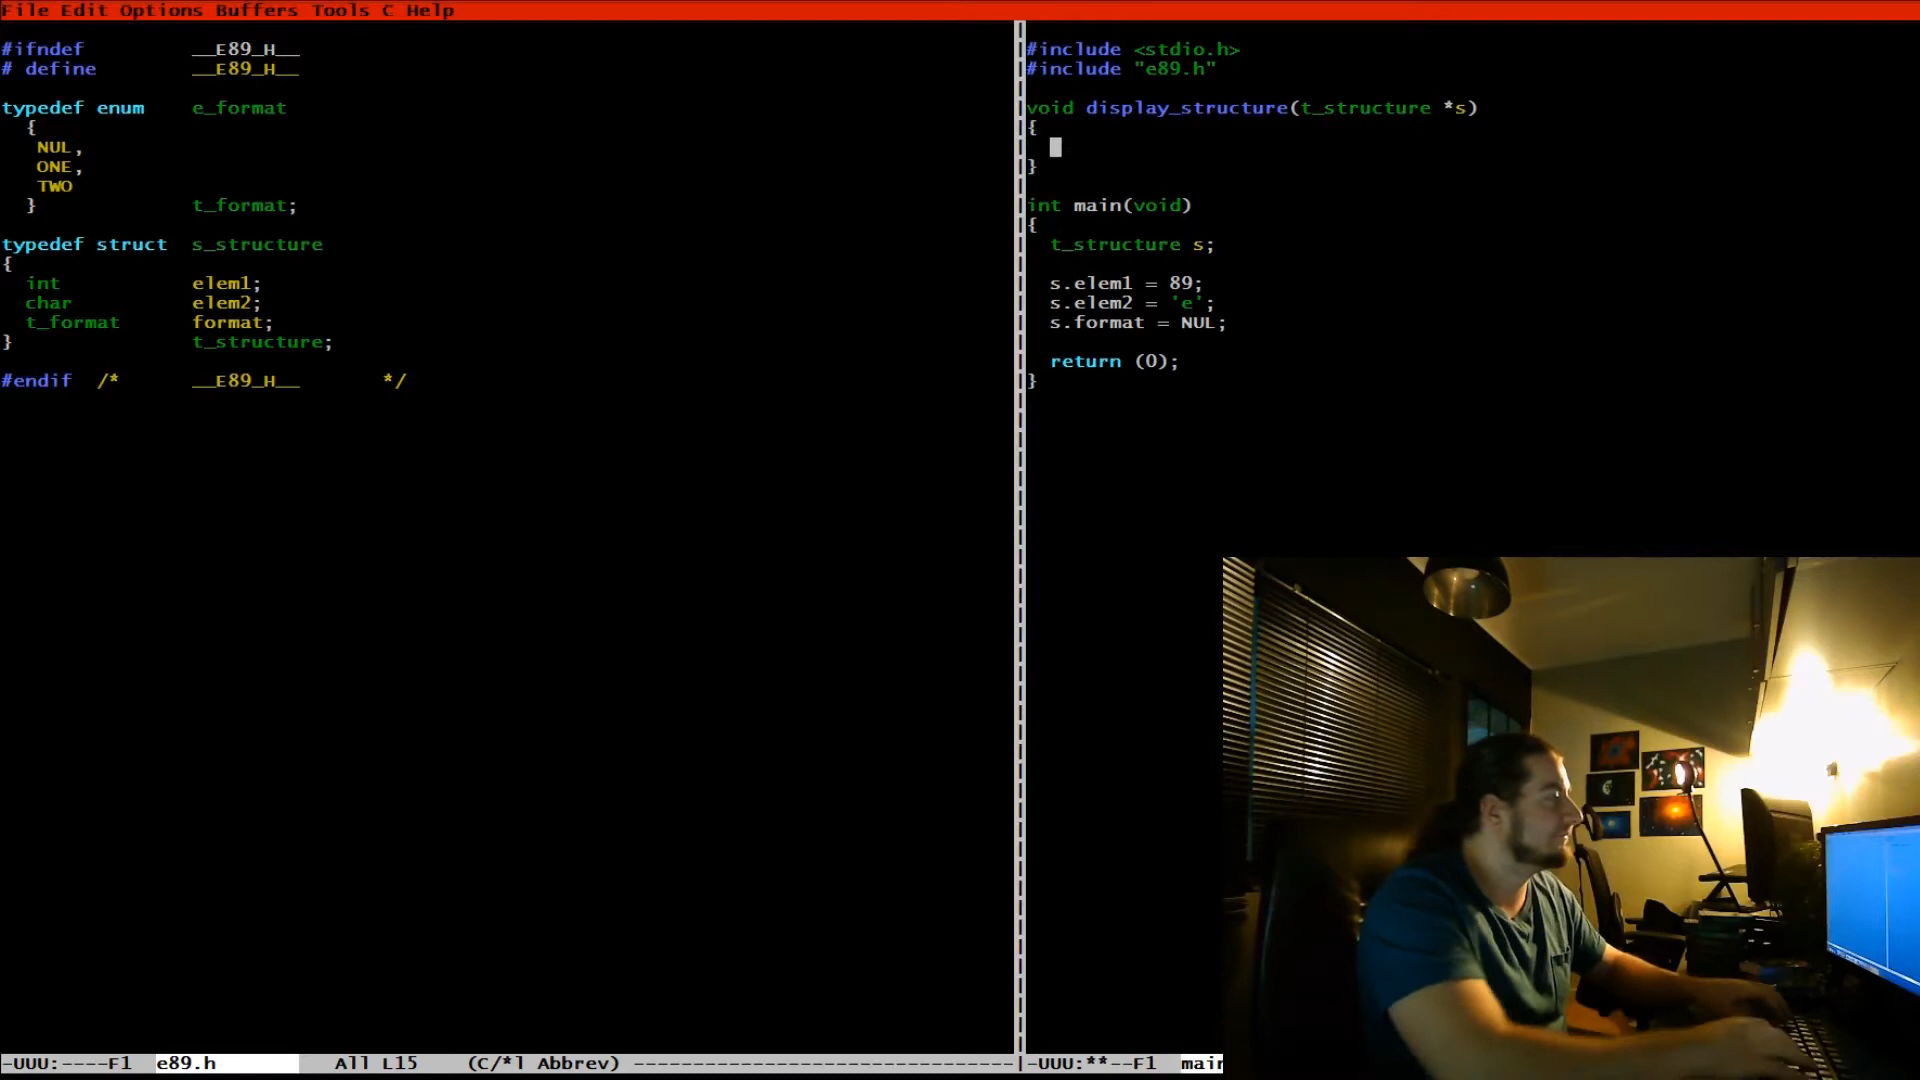 File Edit Options Buffers Tools C Help
#ifndef __E89_H__
# define __E89_H__
typedef enum e_format
{
NUL,
ONE,
TWO
} t_format;
typedef struct s_structure
{
int elem1;
char elem2;
t_format format;
} t_structure;
#endif /* __E89_H__ */
#include <stdio.h>
#include "e89.h"
void display_structure(t_structure *s)
{
}
int main(void)
{
t_structure s;
s.elem1 = 89;
s.elem2 = 'e';
s.format = NUL;
return (0);
}
-UUU:----F1 e89.h All L15 (C/*l Abbrev) --------------------------------
-UUU:**--F1 main